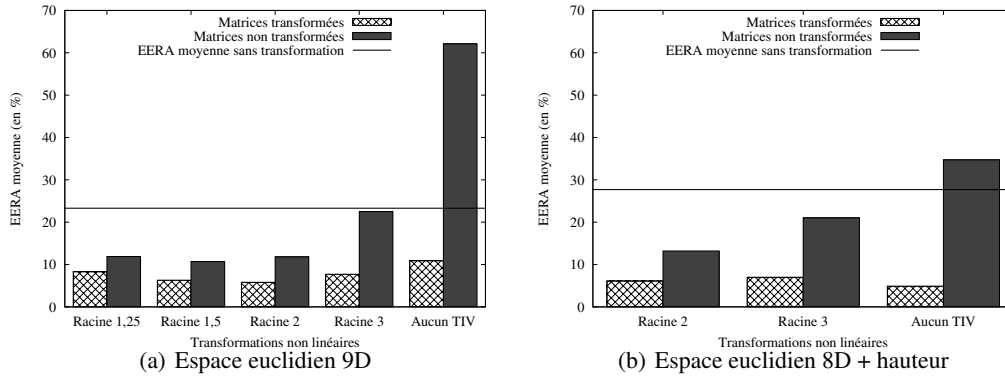 Matrices transformées
Matrices non transformées
EERA moyenne sans transformation
EERA moyenne (en %)
70
60
50
40
30
20
10
0
Racine 1,25 Racine 1,5 Racine 2 Racine 3 Aucun TIV
Transformations non linéaires
(a) Espace euclidien 9D
Matrices transformées
Matrices non transformées
EERA moyenne sans transformation
EERA moyenne (en %)
70
60
50
40
30
20
10
0
Racine 2 Racine 3 Aucun TIV
Transformations non linéaires
(b) Espace euclidien 8D + hauteur